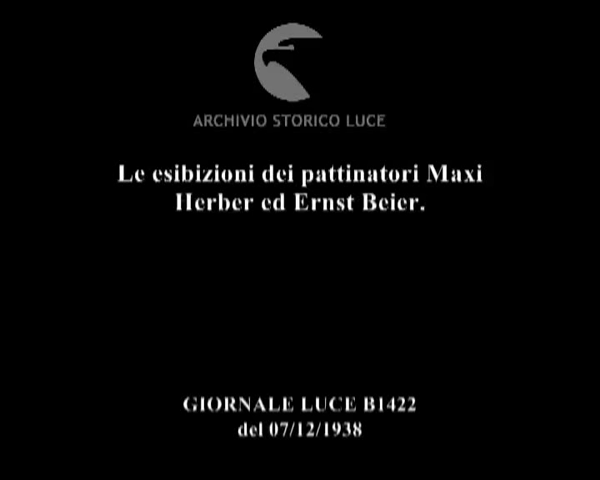 ARCHIVIO STORICO LUCE
Le esibizioni dei pattinatori Maxi
Herber ed Ernst Beier.
GIORNALE LUCE B1422
del 07/12/1938